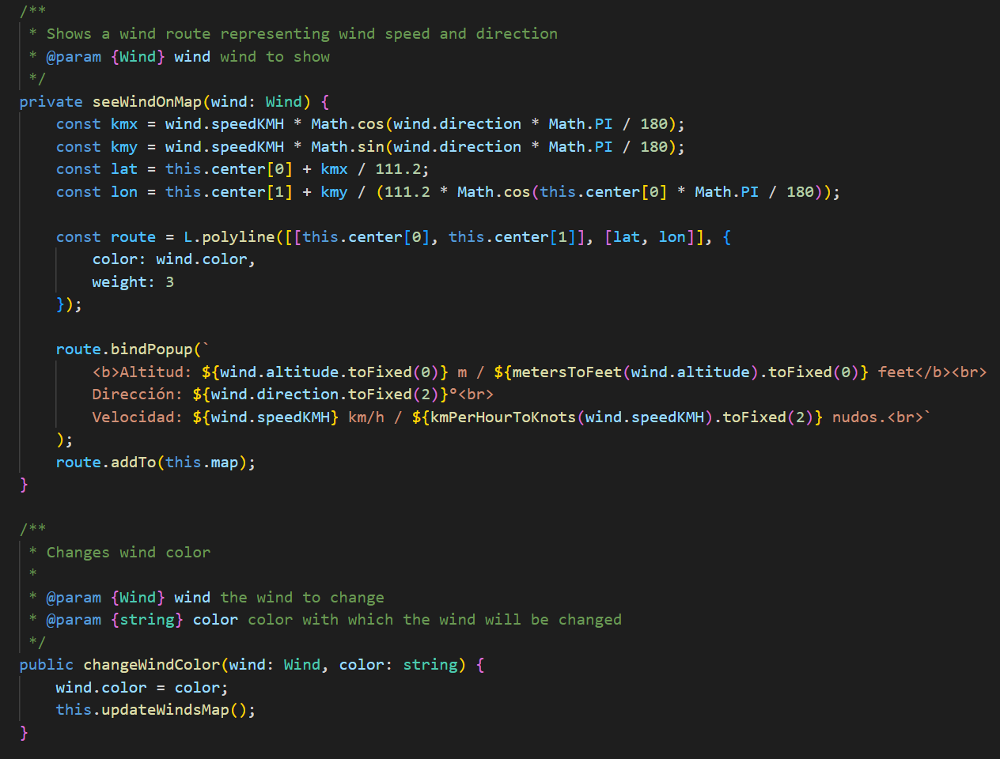 /**
 * Shows a wind route representing wind speed and direction
 * @param {Wind} wind wind to show
 */
private seeWindOnMap(wind: Wind) {
    const kmx = wind.speedKMH * Math.cos(wind.direction * Math.PI / 180);
    const kmy = wind.speedKMH * Math.sin(wind.direction * Math.PI / 180);
    const lat = this.center[0] + kmx / 111.2;
    const lon = this.center[1] + kmy / (111.2 * Math.cos(this.center[0] * Math.PI / 180));

    const route = L.polyline([[this.center[0], this.center[1]], [lat, lon]], {
        color: wind.color,
        weight: 3
    });

    route.bindPopup(`
        <b>Altitud: ${wind.altitude.toFixed(0)} m / ${metersToFeet(wind.altitude).toFixed(0)} feet</b><br>
        Dirección: ${wind.direction.toFixed(2)}°<br>
        Velocidad: ${wind.speedKMH} km/h / ${kmPerHourToKnots(wind.speedKMH).toFixed(2)} nudos.<br>`
    );
    route.addTo(this.map);
}

/**
 * Changes wind color
 *
 * @param {Wind} wind the wind to change
 * @param {string} color color with which the wind will be changed
 */
public changeWindColor(wind: Wind, color: string) {
    wind.color = color;
    this.updateWindsMap();
}